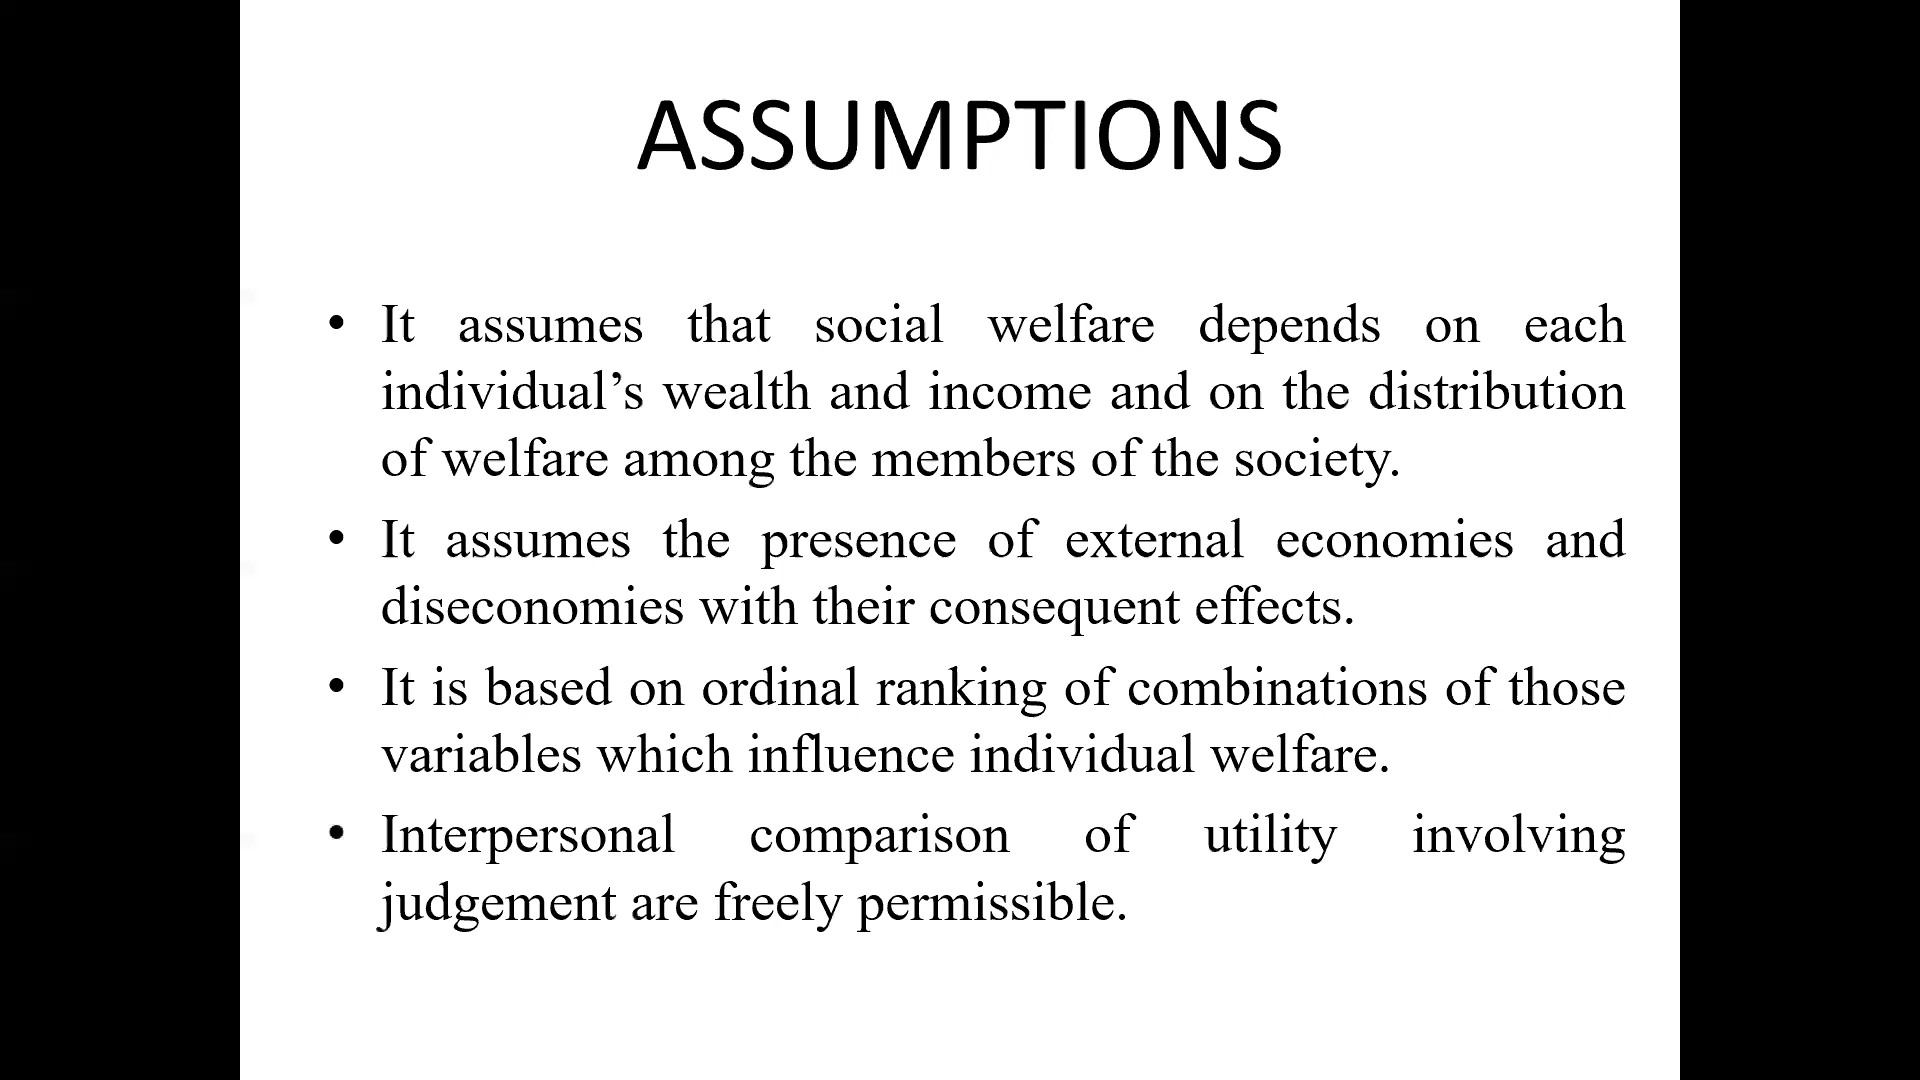 ASSUMPTIONS
• It assumes that social welfare depends on each
individual’s wealth and income and on the distribution
of welfare among the members of the society.
• It assumes the presence of external economies and
diseconomies with their consequent effects.
• It is based on ordinal ranking of combinations of those
variables which influence individual welfare.
• Interpersonal comparison of utility involving
judgement are freely permissible.